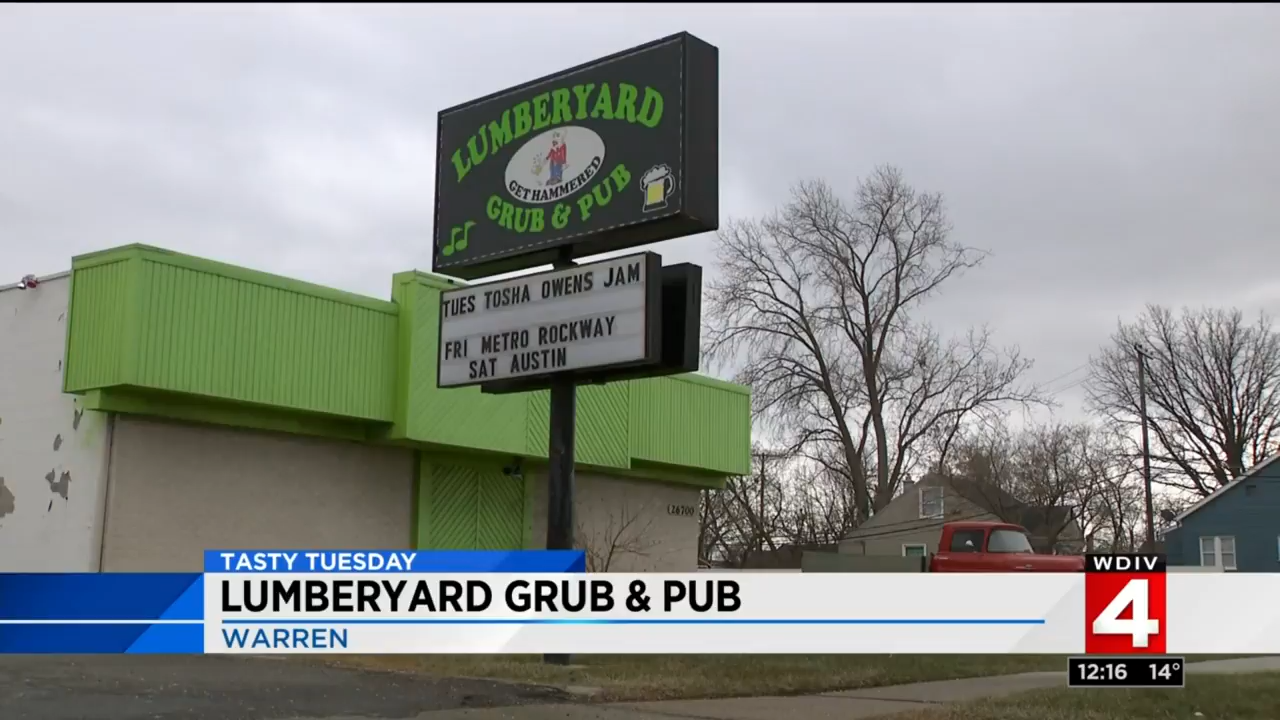 LUMBERYARD
GET HAMMERED
GRUB & PUB
TUES TOSHA OWENS JAM
FRI METRO ROCKWAY
SAT AUSTIN
TASTY TUESDAY
LUMBERYARD GRUB & PUB
WARREN
WDIV
4
12:16 14°